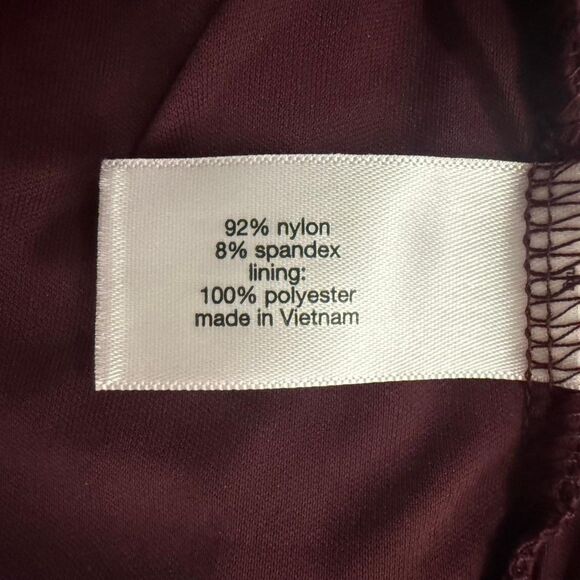 92% nylon
8% spandex
lining:
100% polyester
made in Vietnam